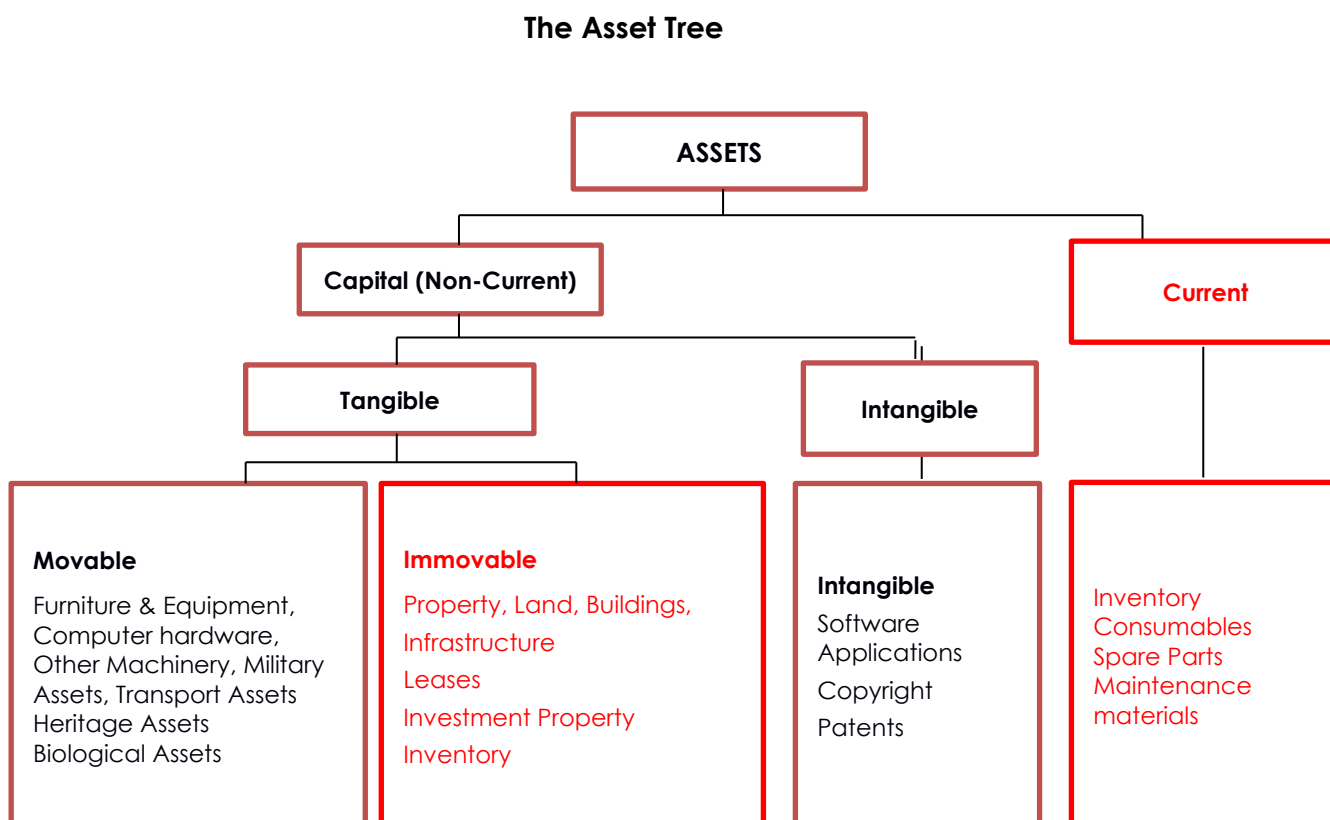 The Asset Tree
ASSETS
Capital (Non-Current)
Current
Tangible
Intangible
Movable
Furniture & Equipment,
Computer hardware,
Other Machinery, Military
Assets, Transport Assets
Heritage Assets
Biological Assets
Immovable
Property, Land, Buildings,
Infrastructure
Leases
Investment Property
Inventory
Intangible
Software
Applications
Copyright
Patents
Inventory
Consumables
Spare Parts
Maintenance
materials